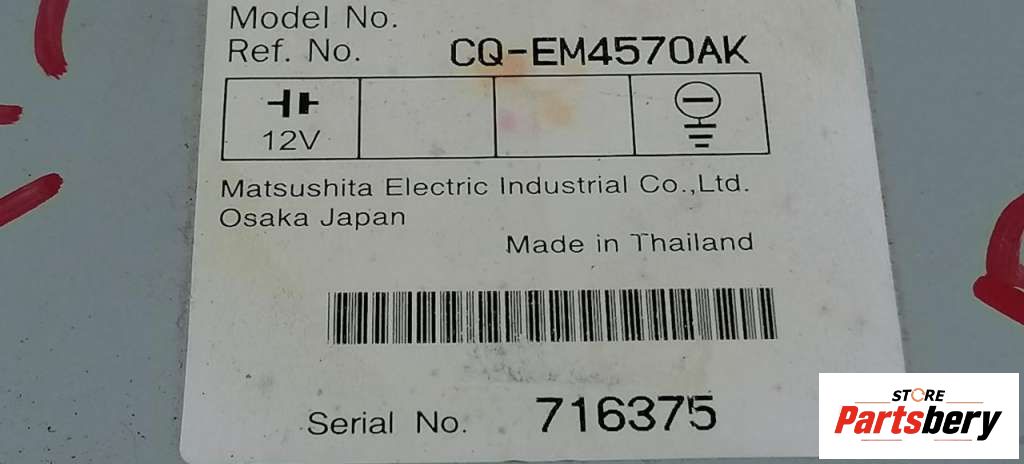 Model No.
Ref. No. CQ-EM4570AK
12V
Matsushita Electric Industrial Co.,Ltd.
Osaka Japan
Made in Thailand
Serial No. 716375
STORE
Partsbery